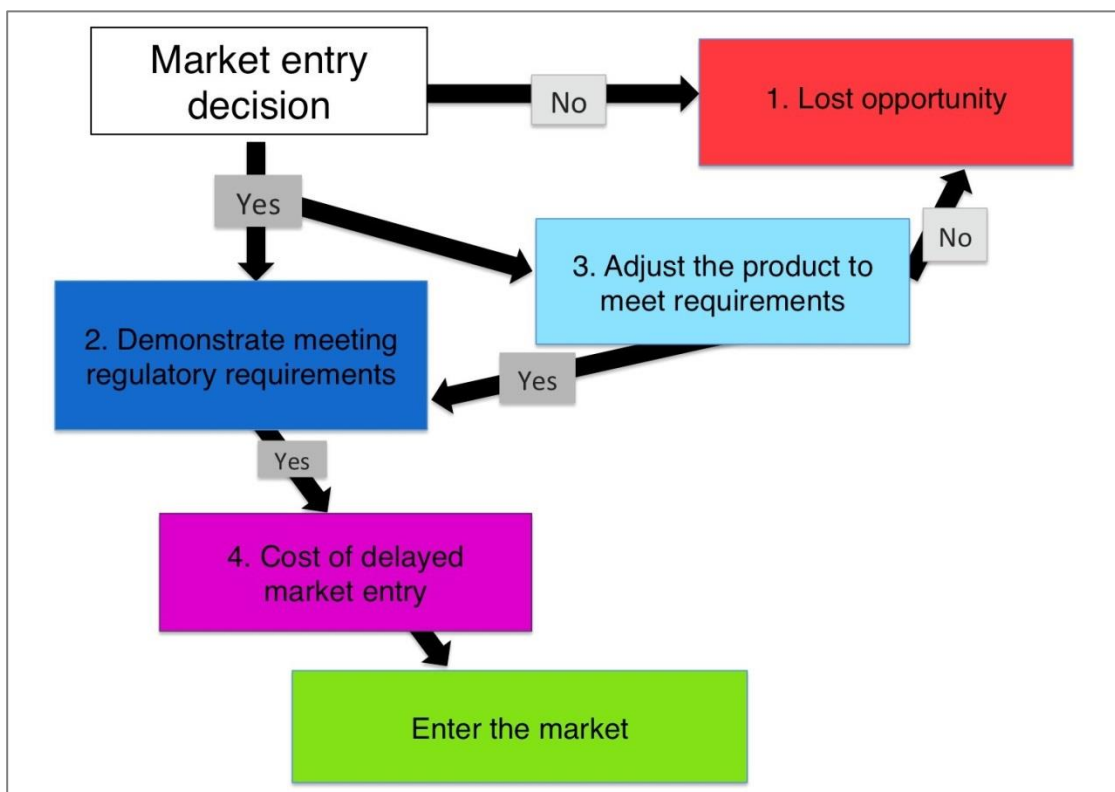 Market entry
decision
No
1. Lost opportunity
Yes
3. Adjust the product to
meet requirements
No
2. Demonstrate meeting
regulatory requirements
Yes
Yes
4. Cost of delayed
market entry
Enter the market